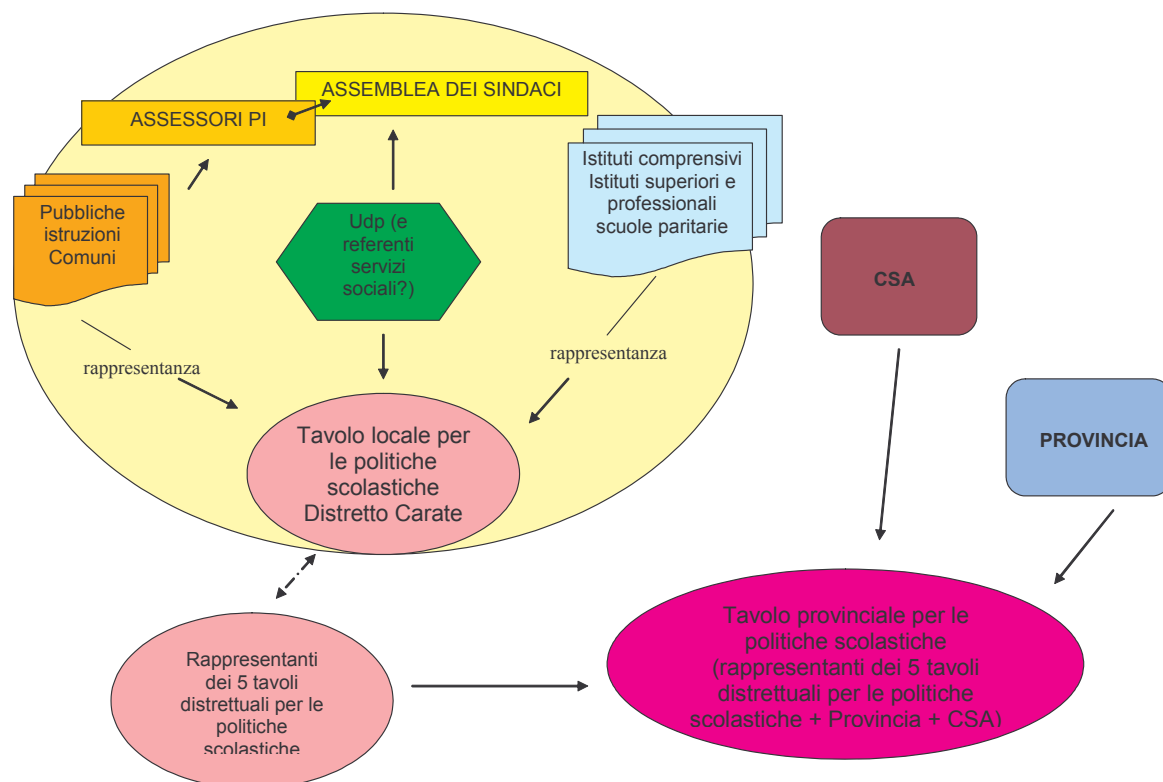 ASSEMBLEA DEI SINDACI
ASSESSORI PI
Pubbliche
istruzioni
Comuni
Udp (e
referenti
servizi
sociali?)
Istituti comprensivi
Istituti superiori e
professionali
scuole paritarie
CSA
PROVINCIA
rappresentanza
rappresentanza
Tavolo locale per
le politiche
scolastiche
Distretto Carate
Rappresentanti
dei 5 tavoli
distrettuali per le
politiche
scolastiche
Tavolo provinciale per le
politiche scolastiche
(rappresentanti dei 5 tavoli
distrettuali per le politiche
scolastiche + Provincia + CSA)